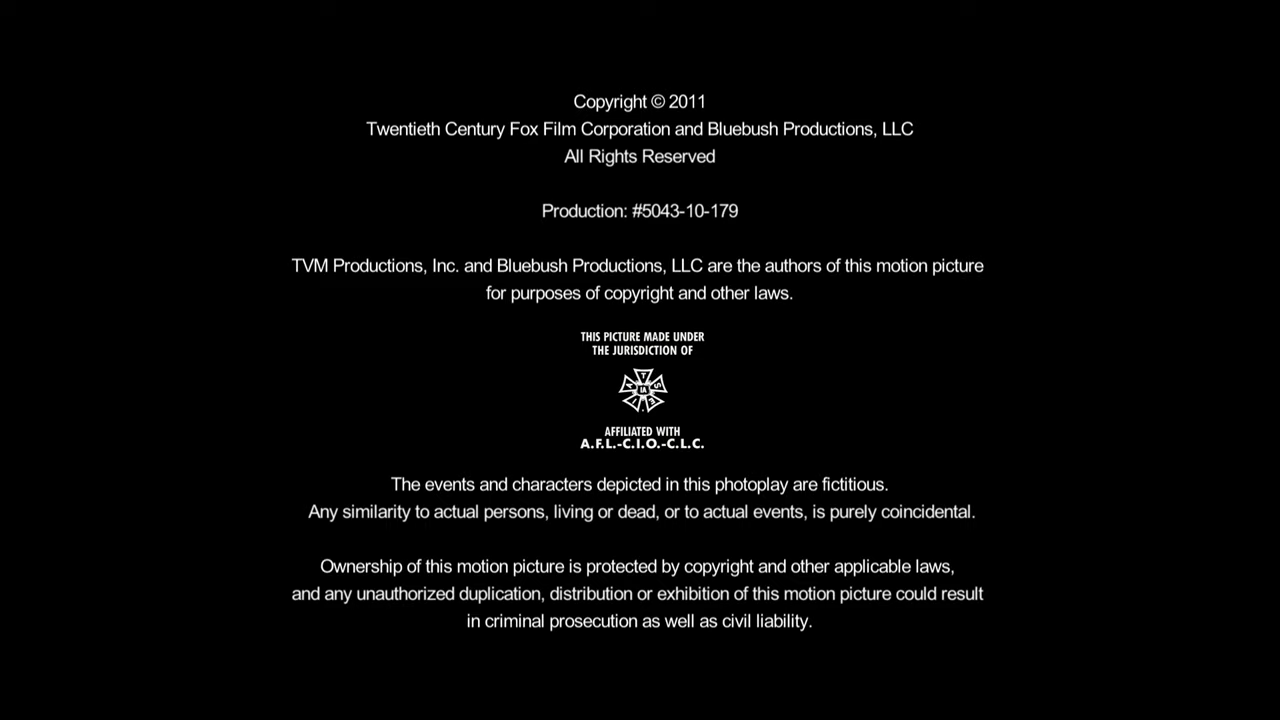 Copyright © 2011
Twentieth Century Fox Film Corporation and Bluebush Productions, LLC
All Rights Reserved
Production: #5043-10-179
TVM Productions, Inc. and Bluebush Productions, LLC are the authors of this motion picture
for purposes of copyright and other laws.
THIS PICTURE MADE UNDER
THE JURISDICTION OF
I A T S E
IA
AFFILIATED WITH
A.F.L.-C.I.O.-C.L.C.
The events and characters depicted in this photoplay are fictitious.
Any similarity to actual persons, living or dead, or to actual events, is purely coincidental.
Ownership of this motion picture is protected by copyright and other applicable laws,
and any unauthorized duplication, distribution or exhibition of this motion picture could result
in criminal prosecution as well as civil liability.